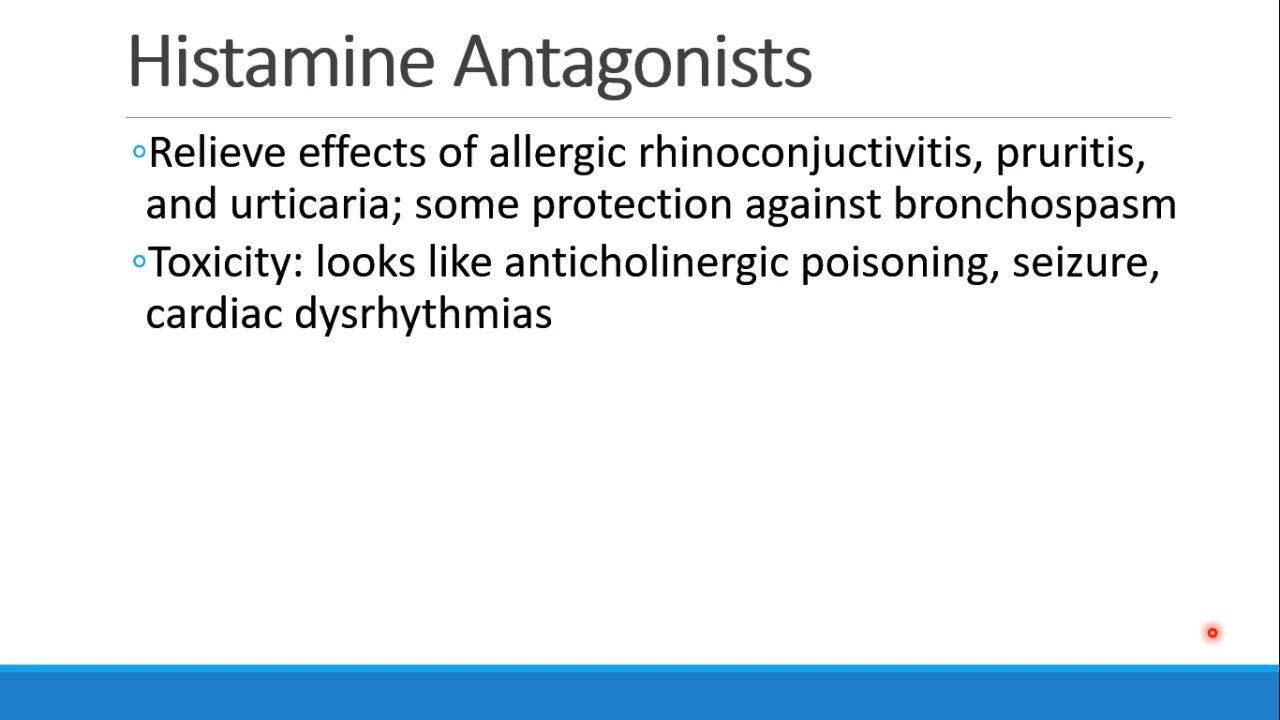 Histamine Antagonists
◦Relieve effects of allergic rhinoconjuctivitis, pruritis,
and urticaria; some protection against bronchospasm
◦Toxicity: looks like anticholinergic poisoning, seizure,
cardiac dysrhythmias